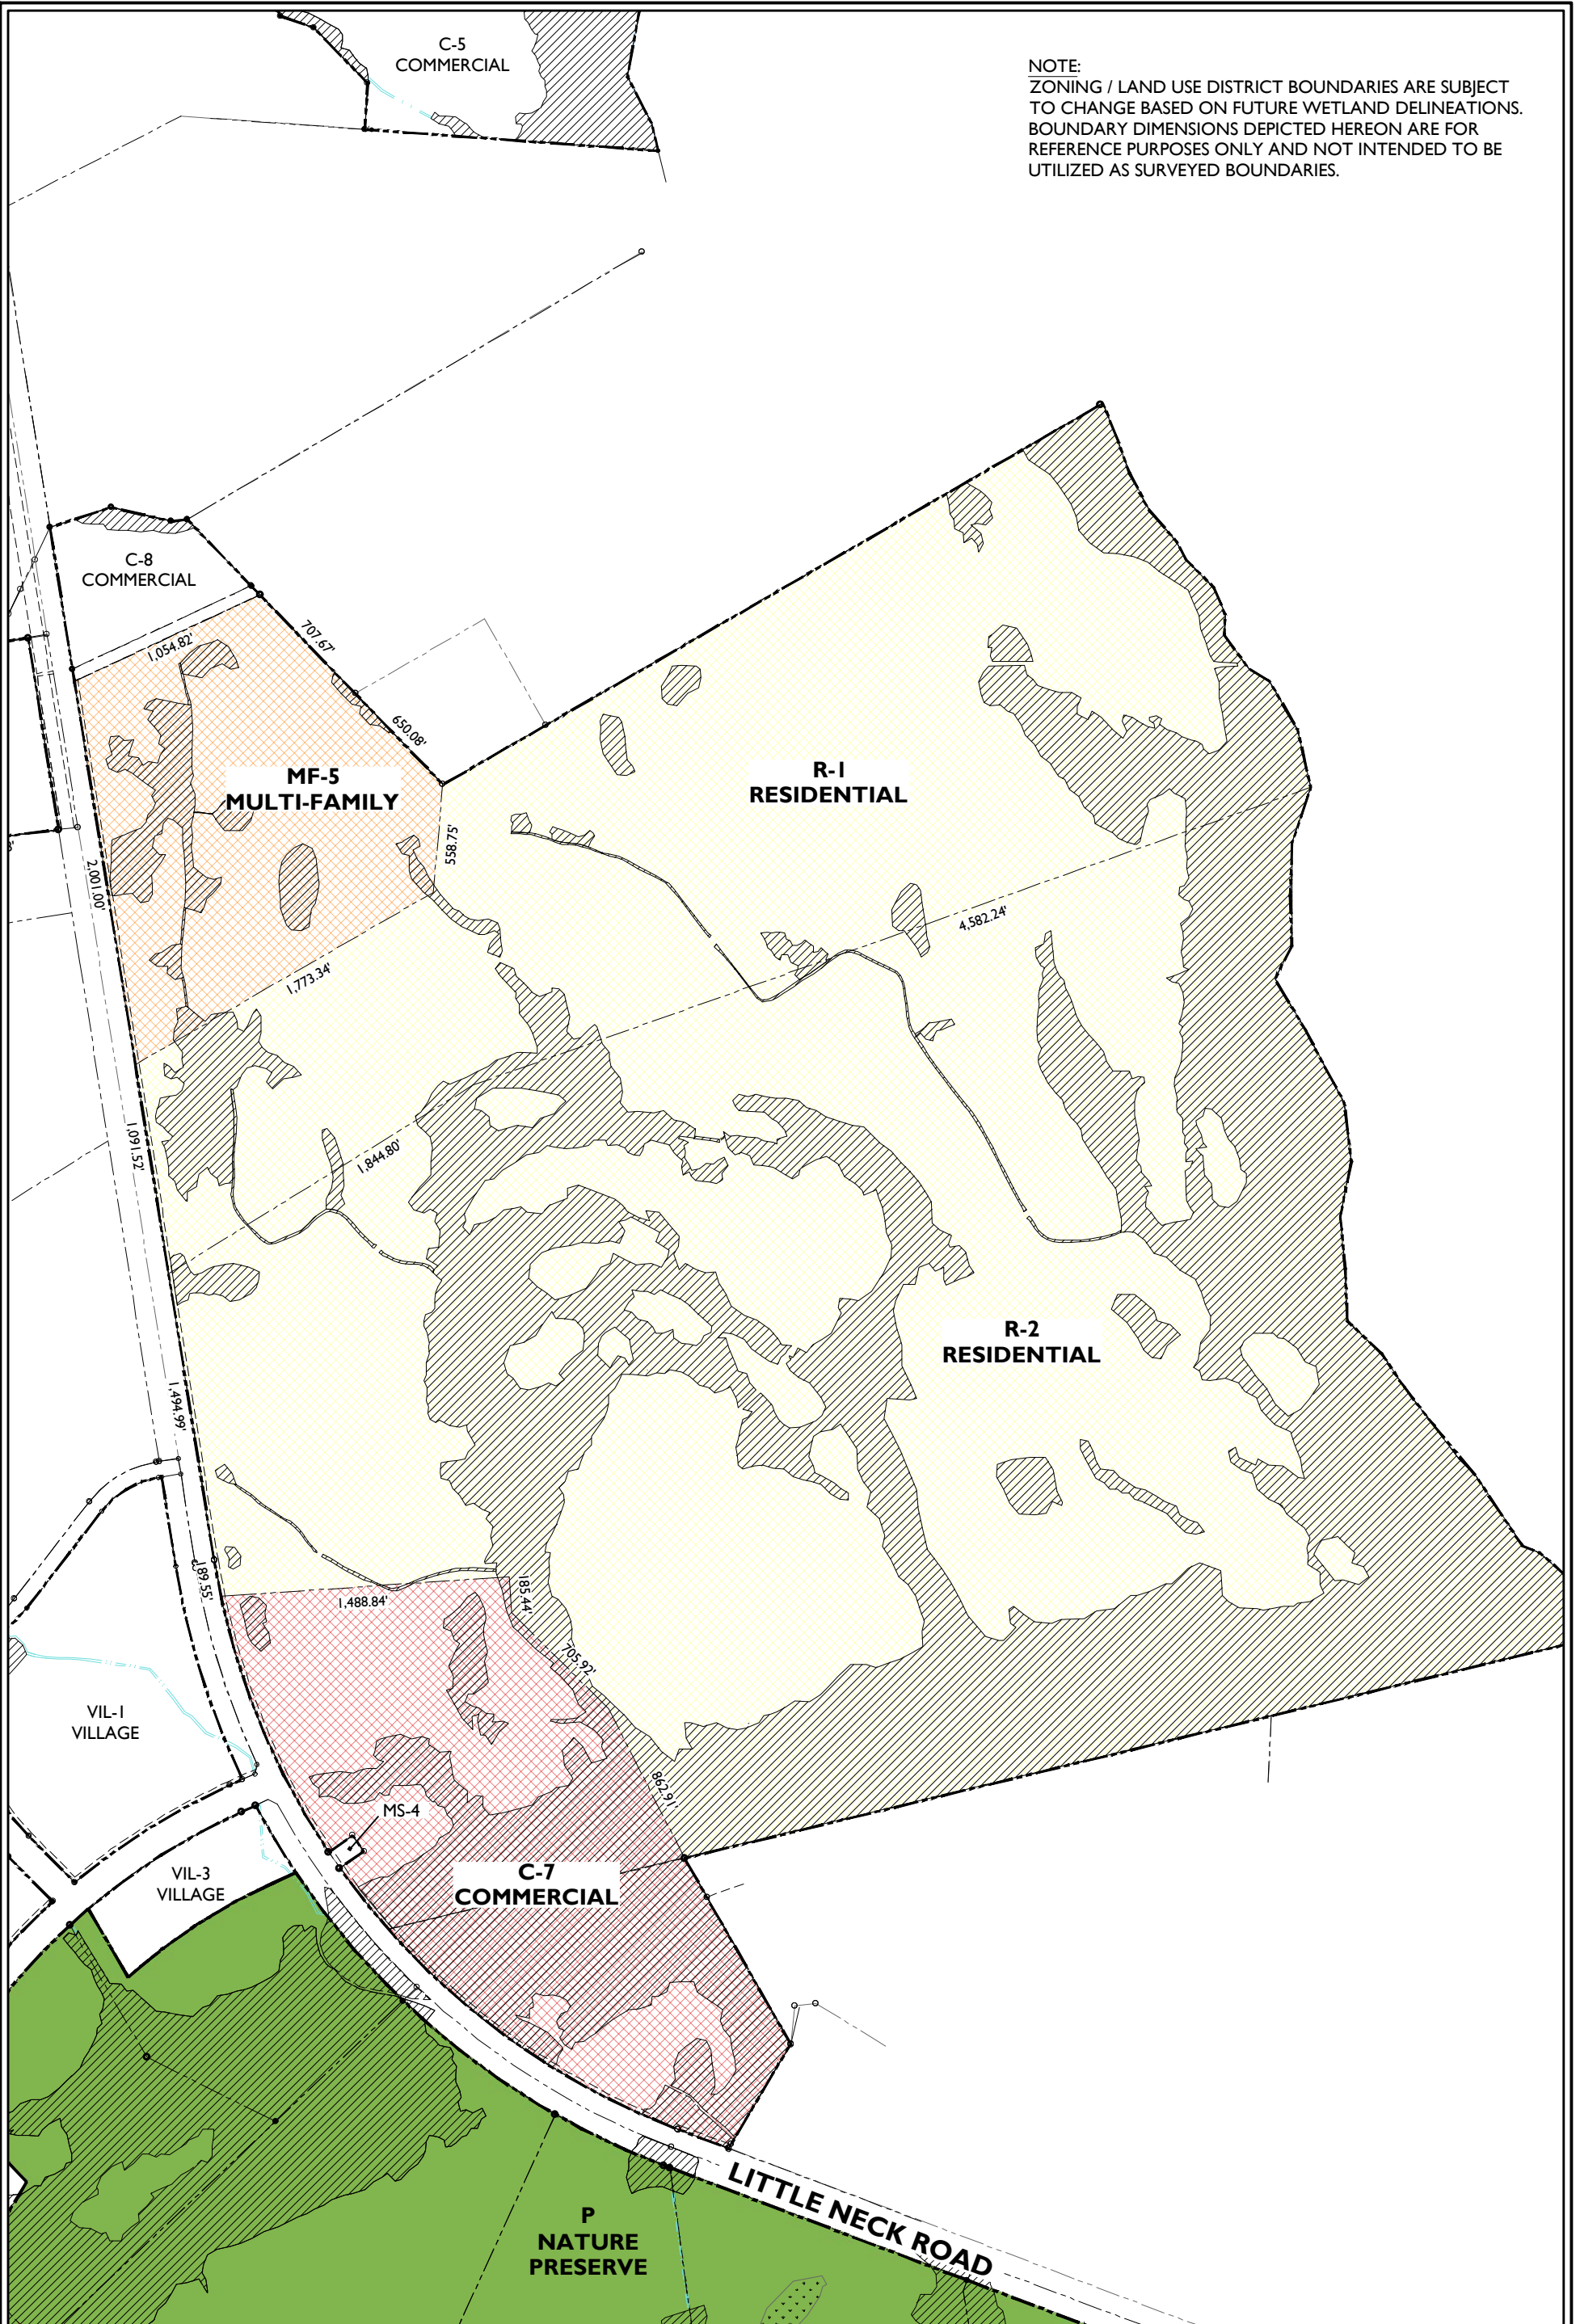 C-5
COMMERCIAL
NOTE:
ZONING / LAND USE DISTRICT BOUNDARIES ARE SUBJECT
TO CHANGE BASED ON FUTURE WETLAND DELINEATIONS.
BOUNDARY DIMENSIONS DEPICTED HEREON ARE FOR
REFERENCE PURPOSES ONLY AND NOT INTENDED TO BE
UTILIZED AS SURVEYED BOUNDARIES.
C-8
COMMERCIAL
1,054.82'
707.67'
650.08'
MF-5
MULTI-FAMILY
R-1
RESIDENTIAL
558.75'
2,001.00'
4,582.24'
1,773.34'
1,091.52'
1,844.80'
R-2
RESIDENTIAL
1,494.99'
189.55'
1,488.84'
185.44'
705.92'
VIL-1
VILLAGE
862.91'
MS-4
VIL-3
VILLAGE
C-7
COMMERCIAL
LITTLE NECK ROAD
P
NATURE
PRESERVE